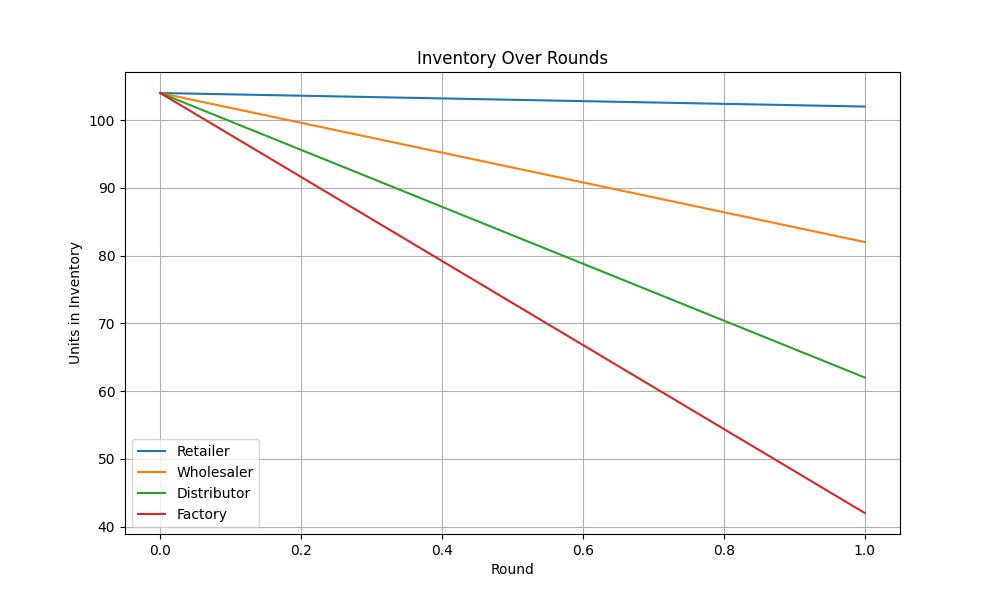 Inventory Over Rounds
Units in Inventory
100
90
80
70
60
50
40
Retailer
Wholesaler
Distributor
Factory
0.0 0.2 0.4 0.6 0.8 1.0
Round